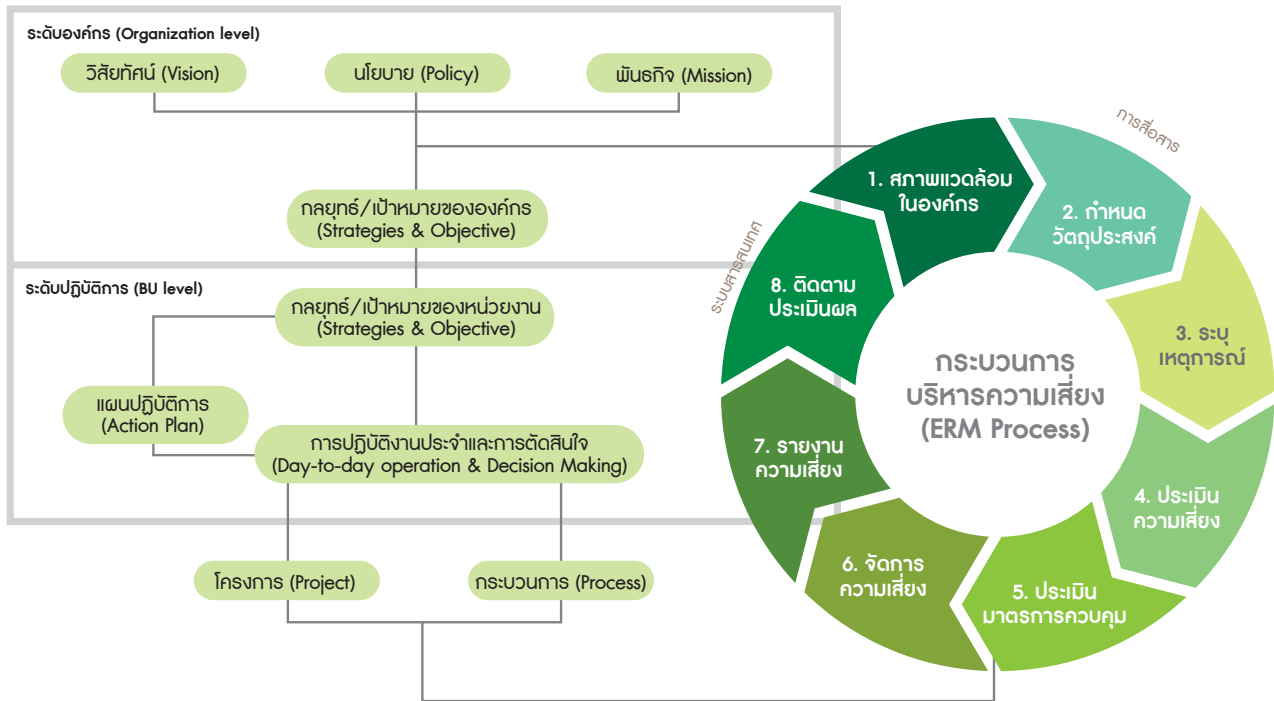 ระดับองค์กร (Organization level)
วิสัยทัศน์ (Vision)
นโยบาย (Policy)
พันธกิจ (Mission)
กลยุทธ์/เป้าหมายขององค์กร
(Strategies & Objective)
ระดับปฏิบัติการ (BU level)
กลยุทธ์/เป้าหมายของหน่วยงาน
(Strategies & Objective)
แผนปฏิบัติการ
(Action Plan)
การปฏิบัติงานประจำและการตัดสินใจ
(Day-to-day operation & Decision Making)
โครงการ (Project)
กระบวนการ (Process)
การสื่อสาร
ระบบสารสนเทศ
1. สภาพแวดล้อม
ในองค์กร
2. กำหนด
วัตถุประสงค์
3. ระบุ
เหตุการณ์
4. ประเมิน
ความเสี่ยง
5. ประเมิน
มาตรการควบคุม
6. จัดการ
ความเสี่ยง
7. รายงาน
ความเสี่ยง
8. ติดตาม
ประเมินผล
กระบวนการ
บริหารความเสี่ยง
(ERM Process)